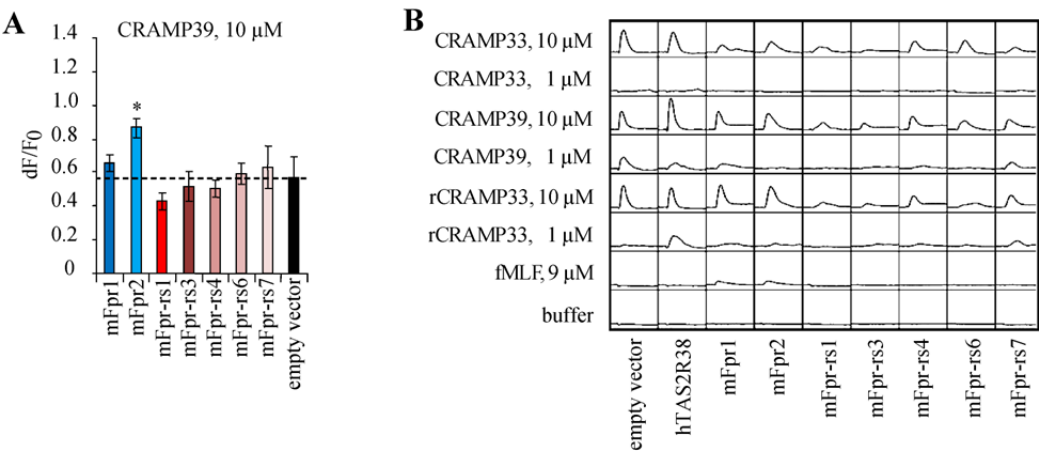 A
CRAMP39, 10 µM
1.4
1.2
1.0
0.8
0.6
0.4
0.2
0
dF/F0
*
mFpr1
mFpr2
mFpr-rs1
mFpr-rs3
mFpr-rs4
mFpr-rs6
mFpr-rs7
empty vector
B
CRAMP33, 10 µM
CRAMP33, 1 µM
CRAMP39, 10 µM
CRAMP39, 1 µM
rCRAMP33, 10 µM
rCRAMP33, 1 µM
fMLF, 9 µM
buffer
empty vector
hTAS2R38
mFpr1
mFpr2
mFpr-rs1
mFpr-rs3
mFpr-rs4
mFpr-rs6
mFpr-rs7